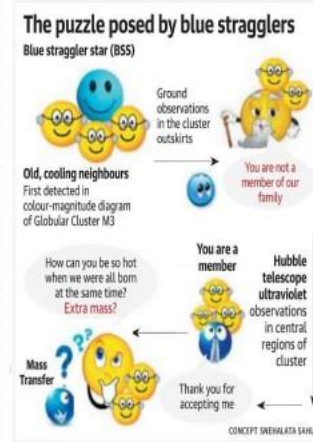 The puzzle posed by blue stragglers
Blue straggler star (BSS)
Ground
observations
in the cluster
outskirts
Old, cooling neighbours
First detected in
colour-magnitude diagram
of Globular Cluster M3
You are not a
member of our
family
How can you be so hot
when we were all born
at the same time?
Extra mass?
You are a
member
Hubble
telescope
ultraviolet
observations
in central
regions of
cluster
???
Mass
Transfer
Thank you for
accepting me
CONCEPT SNEHALATA SAHU